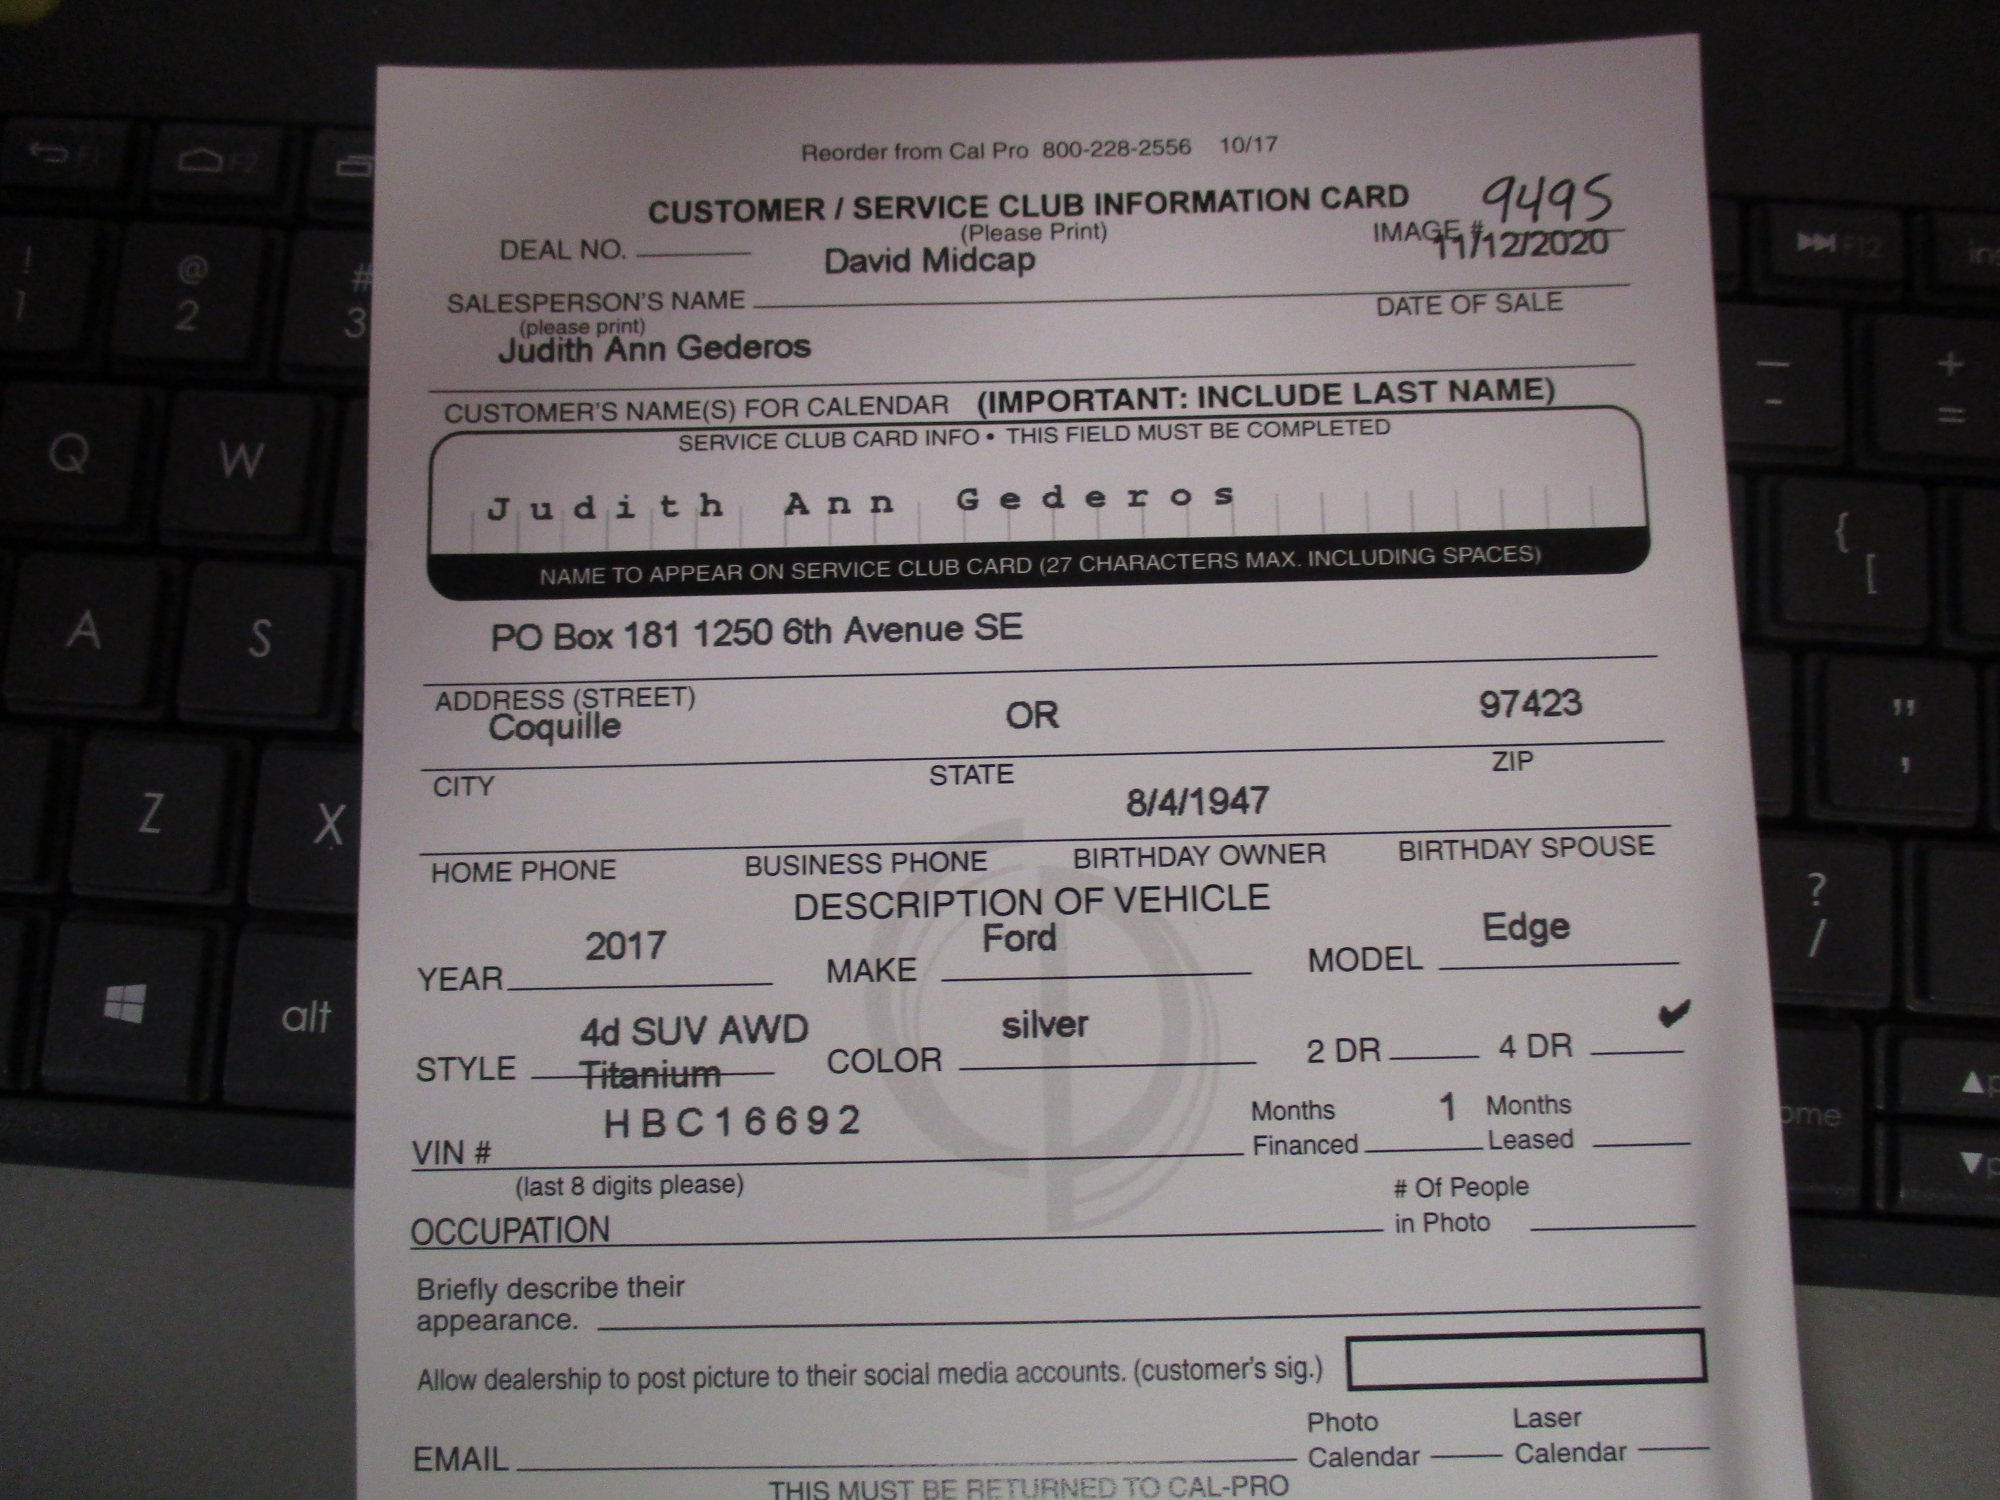 Reorder from Cal Pro 800-228-2556 10/17
CUSTOMER / SERVICE CLUB INFORMATION CARD 9495
(Please Print)
DEAL NO. IMAGE #
David Midcap 11/12/2020
SALESPERSON'S NAME DATE OF SALE
(please print)
Judith Ann Gederos
CUSTOMER'S NAME(S) FOR CALENDAR (IMPORTANT: INCLUDE LAST NAME)
SERVICE CLUB CARD INFO • THIS FIELD MUST BE COMPLETED
Judith Ann Gederos
NAME TO APPEAR ON SERVICE CLUB CARD (27 CHARACTERS MAX. INCLUDING SPACES)
PO Box 181 1250 6th Avenue SE
ADDRESS (STREET)
Coquille OR 97423
CITY STATE ZIP
8/4/1947
HOME PHONE BUSINESS PHONE BIRTHDAY OWNER BIRTHDAY SPOUSE
DESCRIPTION OF VEHICLE
2017 Ford Edge
YEAR MAKE MODEL
4d SUV AWD silver ✔
STYLE Titanium COLOR 2 DR 4 DR
HBC16692 Months Financed 1 Months Leased
VIN #
(last 8 digits please) # Of People
OCCUPATION in Photo
Briefly describe their
appearance.
Allow dealership to post picture to their social media accounts. (customer's sig.)
Photo Laser
EMAIL Calendar Calendar
THIS MUST BE RETURNED TO CAL-PRO
! 1
@ 2
# 3
Q W
A S
Z X
alt
F12
ins
— -
+ =
{ [
" '
? /
ome